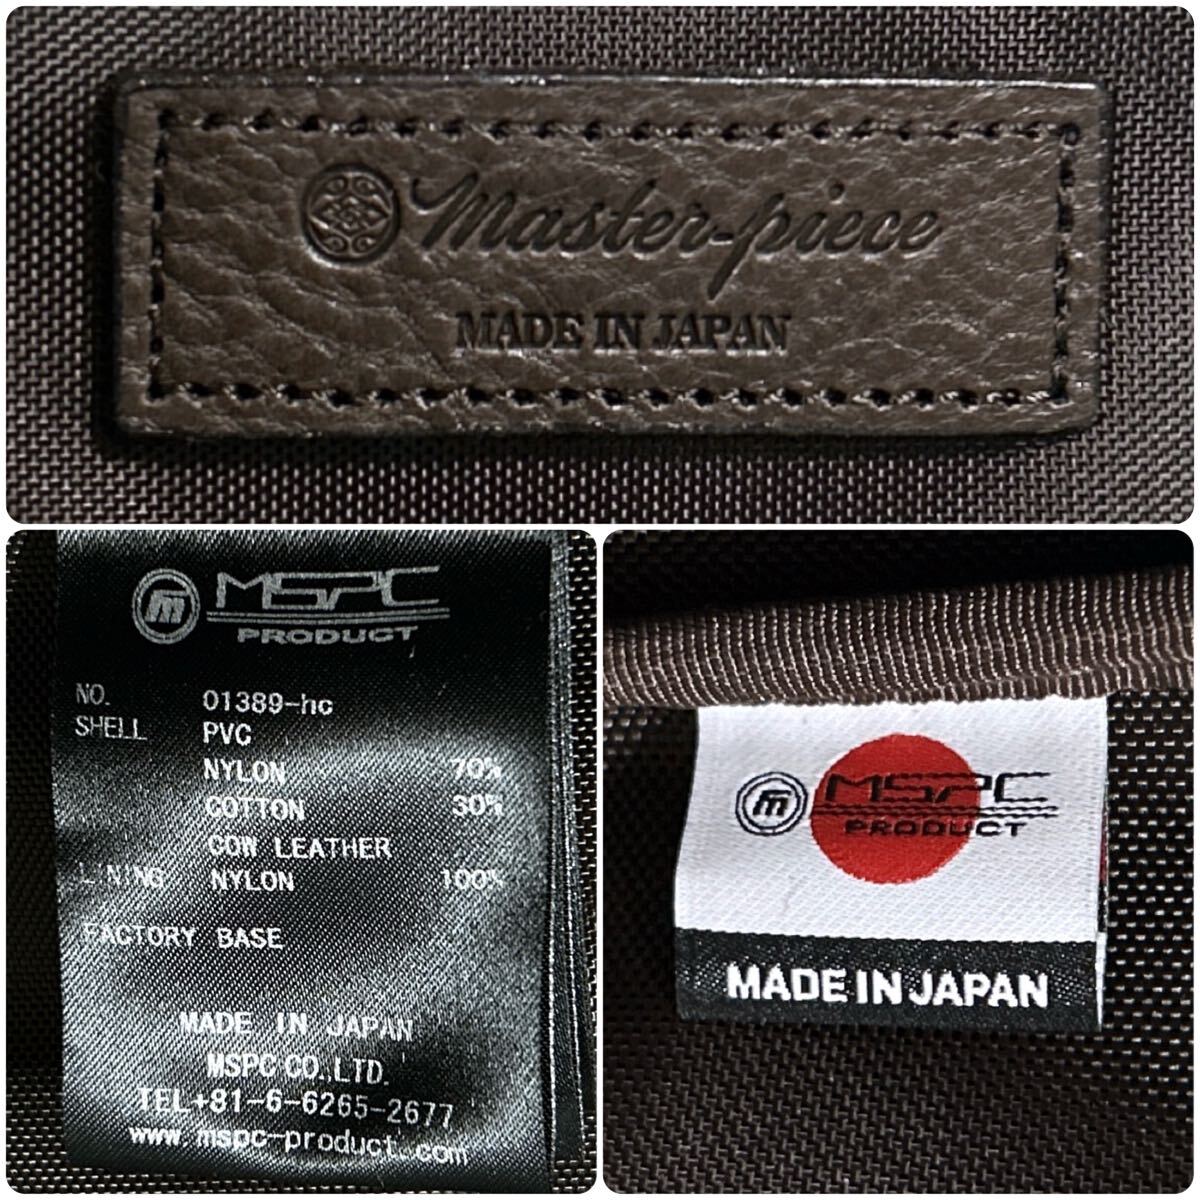 Master-piece
MADE IN JAPAN
m MSPC
PRODUCT
NO. 01389-hc
SHELL PVC
NYLON 70%
COTTON 30%
COW LEATHER
LINING NYLON 100%
FACTORY BASE
MADE IN JAPAN
MSPC CO.,LTD.
TEL+81-6-6265-2677
www.mspc-product.com
m MSPC
PRODUCT
MADE IN JAPAN